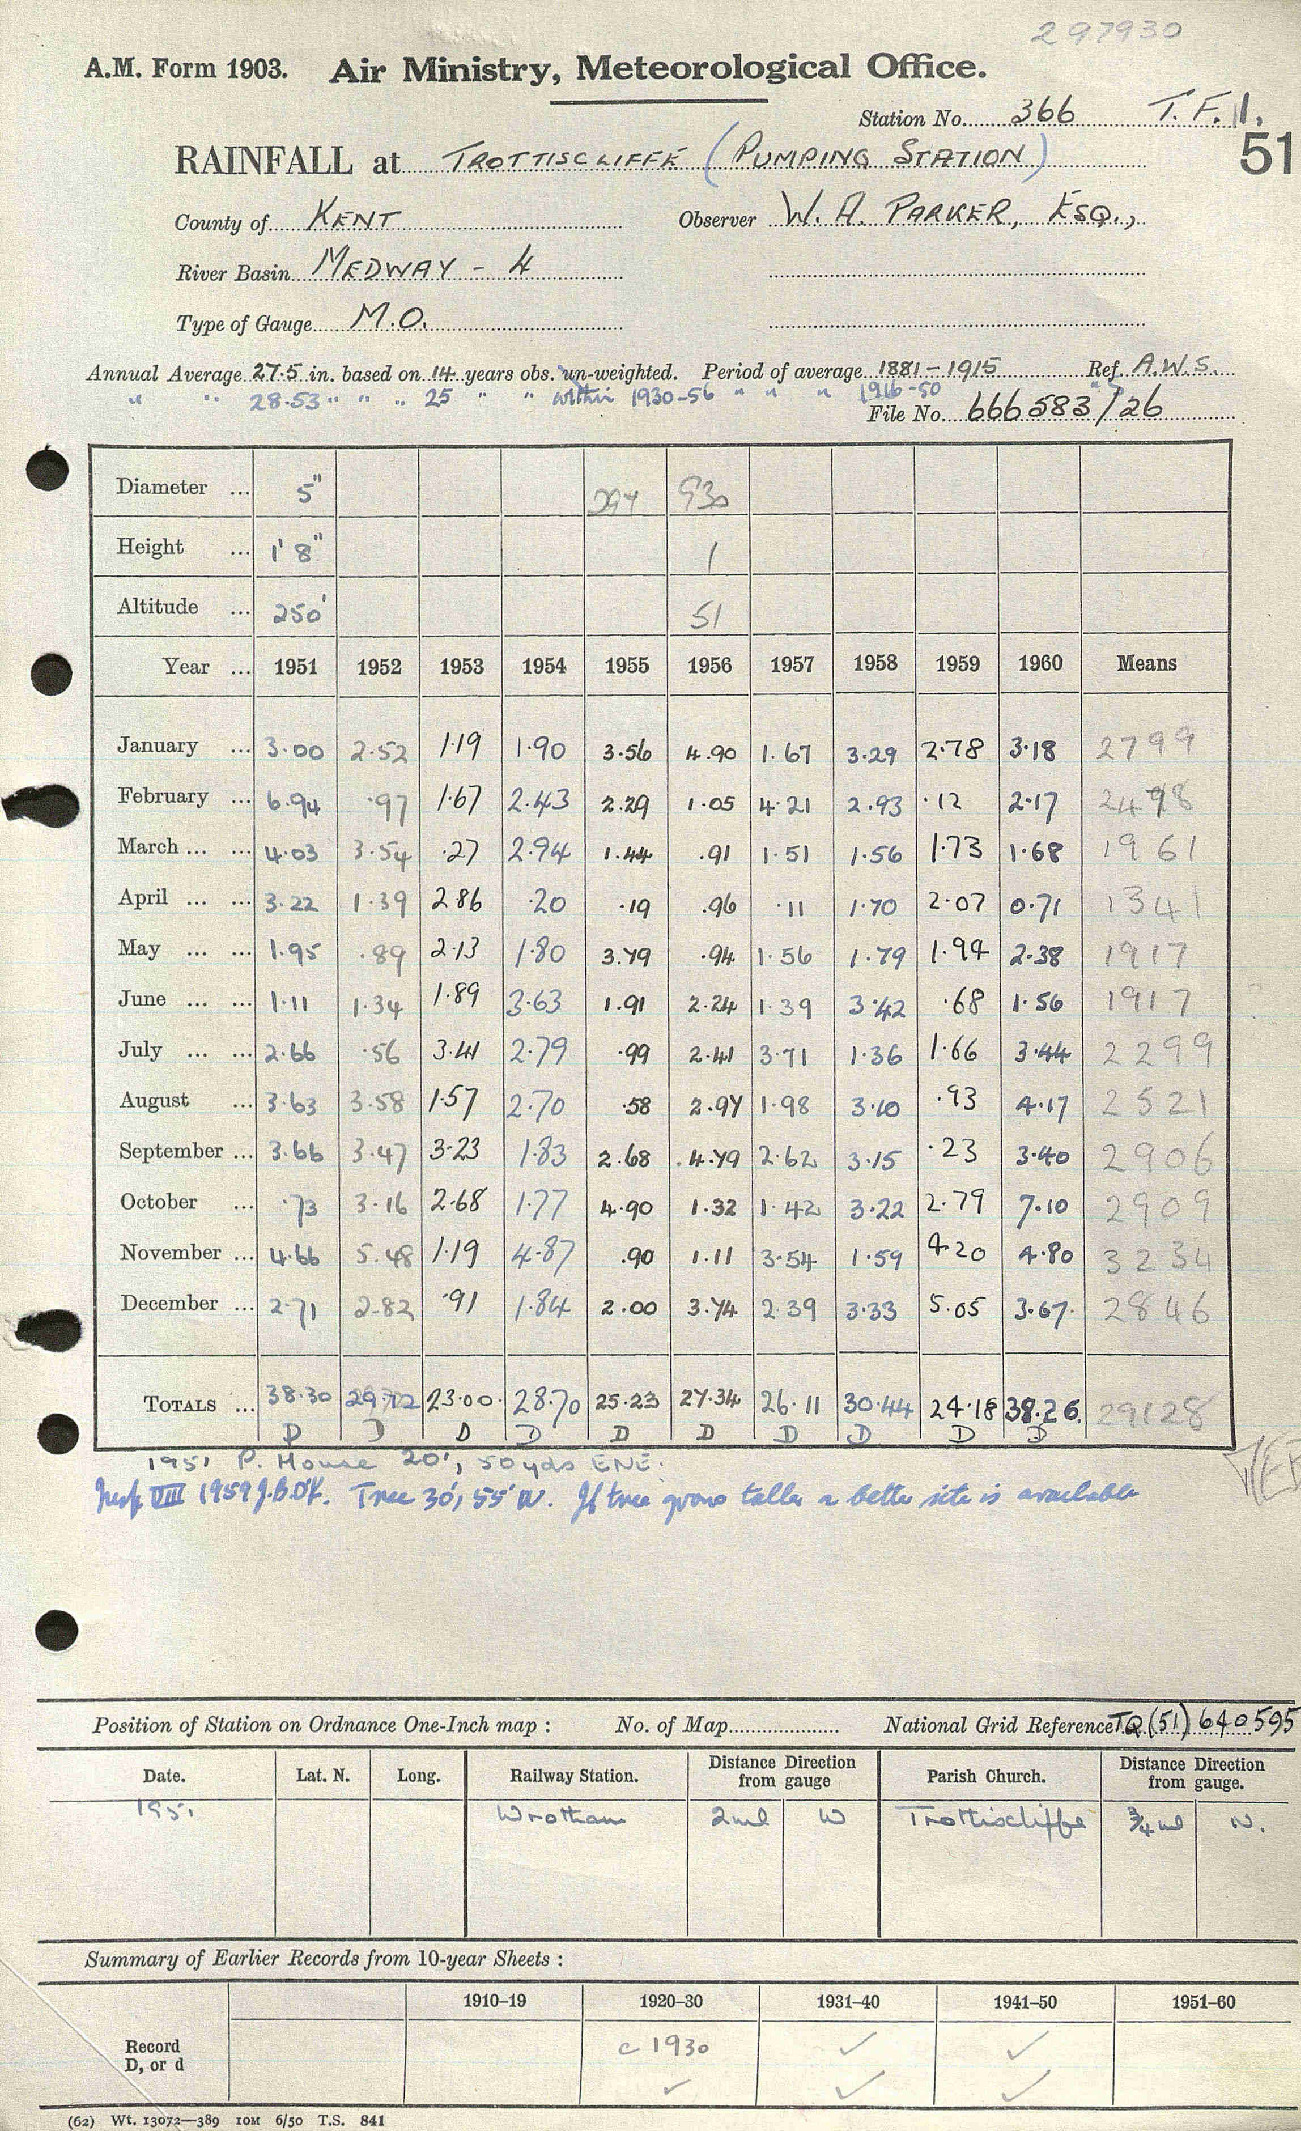 297930
A.M. Form 1903. Air Ministry, Meteorological Office.
Station No. 366 T.F.1.
51
RAINFALL at TROTTISCLIFFE (PUMPING STATION)
County of KENT Observer W. A. PARKER, ESQ.,
River Basin MEDWAY - 4
Type of Gauge M.O.
Annual Average 27.5 in. based on 14 years obs. un-weighted. Period of average 1881-1915 Ref. A.W.S.
" " 28.53 " " " 25 " " within 1930-56 " " " 1916-50 "
File No. 666583/26
Diameter ... 5" 297 930
Height ... 1' 8" 1
Altitude ... 250' 51
Year ... 1951 1952 1953 1954 1955 1956 1957 1958 1959 1960 Means
January ... 3.00 2.52 1.19 1.90 3.56 4.90 1.67 3.29 2.78 3.18 2799
February ... 6.94 .97 1.67 2.43 2.29 1.05 4.21 2.93 .12 2.17 2478
March ... ... 4.03 3.54 .27 2.94 1.44 .91 1.51 1.56 1.73 1.68 1961
April ... ... 3.22 1.39 2.86 .20 .19 .96 .11 1.70 2.07 0.71 1341
May ... ... 1.95 .89 2.13 1.80 3.79 .94 1.56 1.79 1.94 2.38 1917
June ... ... 1.11 1.34 1.89 3.63 1.91 2.24 1.39 3.42 .68 1.56 1917
July ... ... 2.66 .56 3.41 2.79 .99 2.41 3.71 1.36 1.66 3.44 2299
August ... 3.63 3.58 1.57 2.70 .58 2.97 1.98 3.10 .93 4.17 2521
September ... 3.66 3.47 3.23 1.83 2.68 4.79 2.62 3.15 .23 3.40 2906
October ... .73 3.16 2.68 1.77 4.90 1.32 1.42 3.22 2.79 7.10 2909
November ... 4.66 5.48 1.19 4.87 .90 1.11 3.54 1.59 4.20 4.80 3234
December ... 2.71 2.82 .91 1.84 2.00 3.74 2.39 3.33 5.05 3.67 2846
TOTALS ... 38.30 29.72 23.00 28.70 25.23 27.34 26.11 30.44 24.18 38.26 29128
D D D D D D D D D D
1951 P. House 20', 50yds ENE.
Insp VIII 1959 J.B.O'K. Tree 30', 55' W. If tree grows taller a better site is available
Position of Station on Ordnance One-Inch map : No. of Map National Grid Reference TQ(51) 640595
Date. Lat. N. Long. Railway Station. Distance from Direction gauge Parish Church. Distance from Direction gauge.
1951 Wrotham 2ml W Trottiscliffe ¾ml N.
Summary of Earlier Records from 10-year Sheets :
1910–19 1920–30 1931–40 1941–50 1951–60
Record D, or d c 1930 ✓ ✓
✓ ✓ ✓
(62) Wt. 13072—389 10M 6/50 T.S. 841